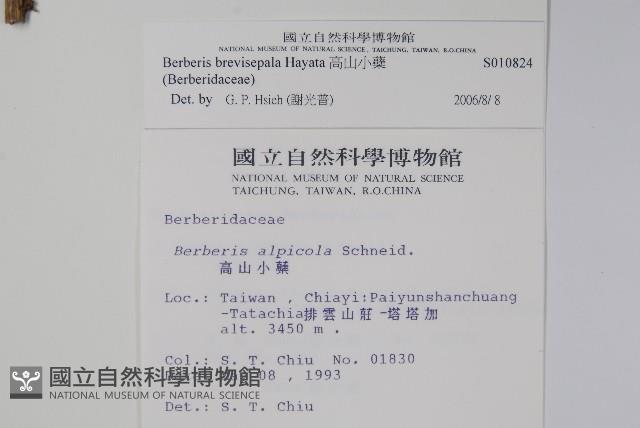 國立自然科學博物館
NATIONAL MUSEUM OF NATURAL SCIENCE, TAICHUNG, TAIWAN, R.O.CHINA
Berberis brevisepala Hayata 高山小蘗 S010824
(Berberidaceae)
Det. by G. P. Hsich (謝光普) 2006/8/8
國立自然科學博物館
NATIONAL MUSEUM OF NATURAL SCIENCE
TAICHUNG, TAIWAN, R.O.CHINA
Berberidaceae
Berberis alpicola Schneid.
高山小蘗
Loc.: Taiwan , Chiayi:Paiyunshanchuang
-Tatachia排雲山莊-塔塔加
alt. 3450 m .
Col.: S. T. Chiu No. 01830
08 , 1993
Det.: S. T. Chiu
國立自然科學博物館
NATIONAL MUSEUM OF NATURAL SCIENCE